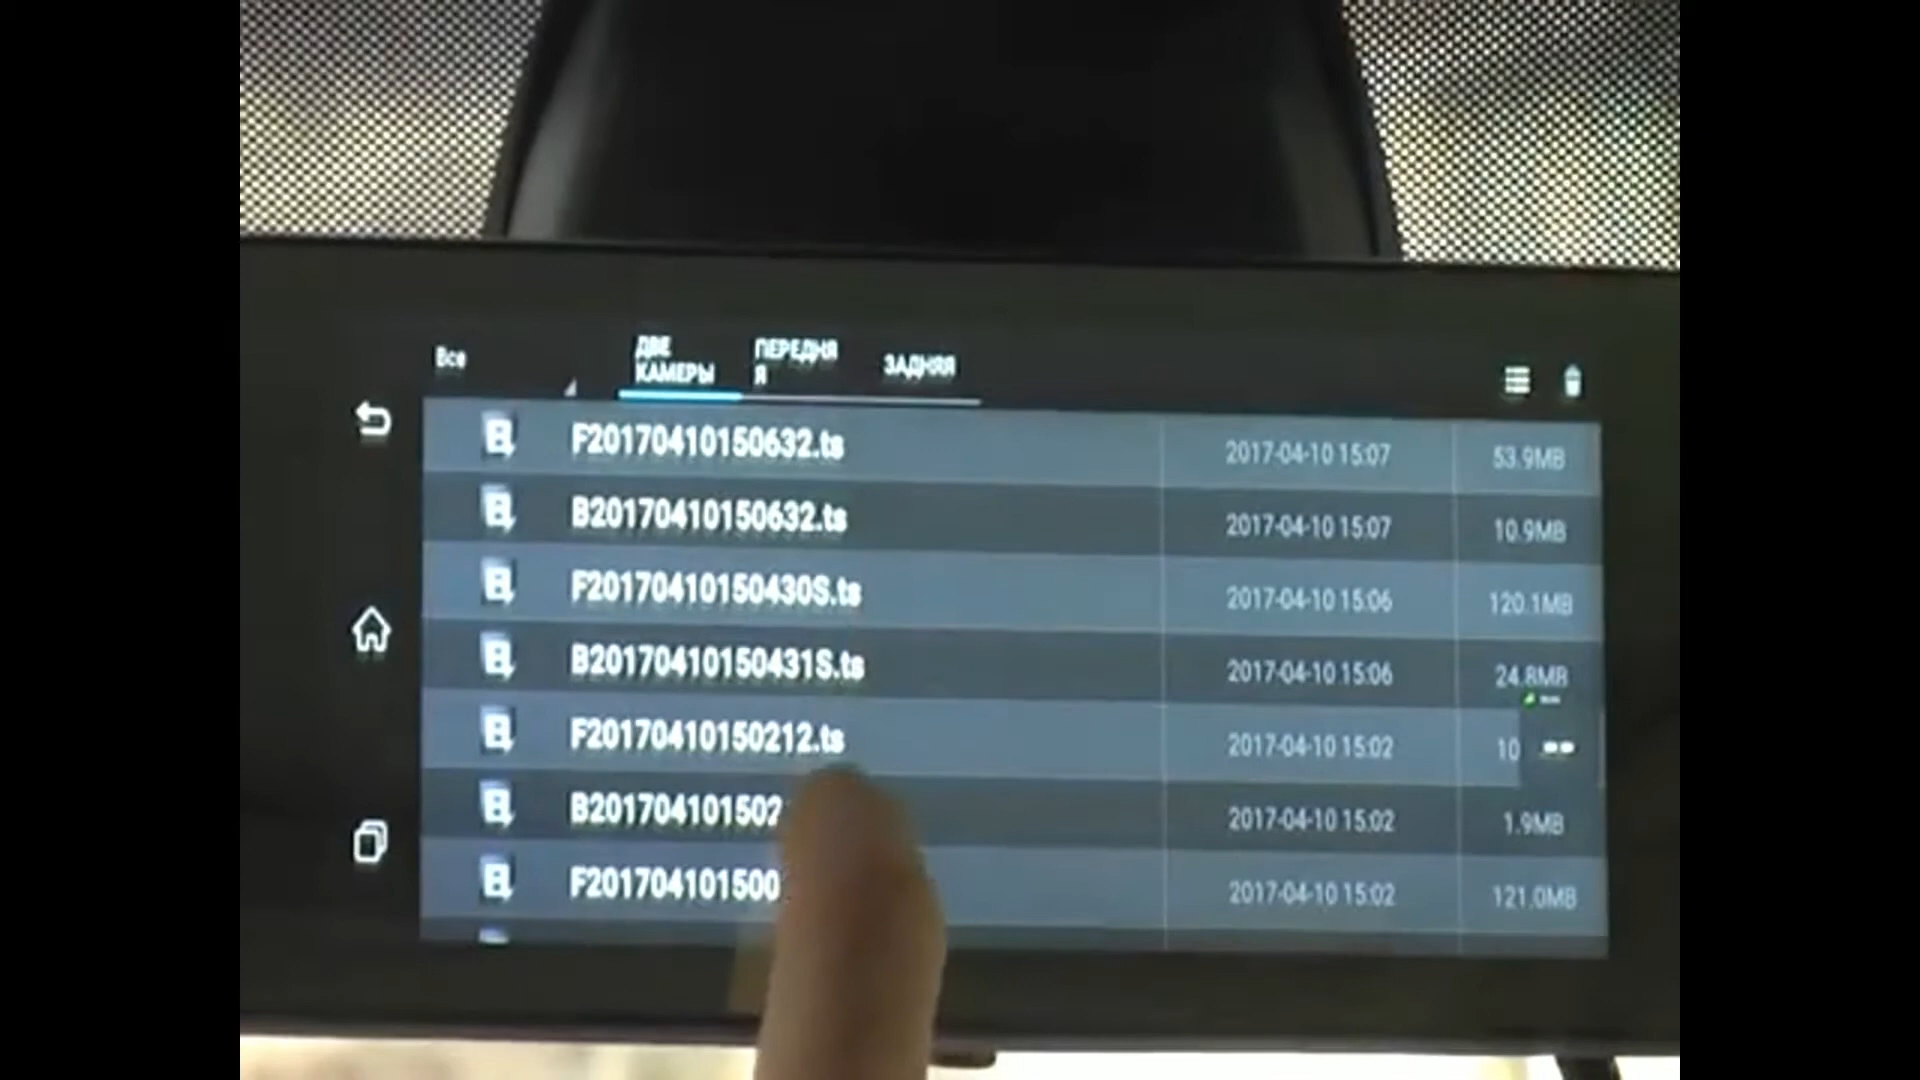 Все
ДВЕ
КАМЕРЫ
ПЕРЕДНЯ
Я
ЗАДНЯЯ
F20170410150632.ts 2017-04-10 15:07 53.9MB
B20170410150632.ts 2017-04-10 15:07 10.9MB
F20170410150430S.ts 2017-04-10 15:06 120.1MB
B20170410150431S.ts 2017-04-10 15:06 24.8MB
F20170410150212.ts 2017-04-10 15:02 10
2017-04-10 15:02 1.9MB
2017-04-10 15:02 121.0MB